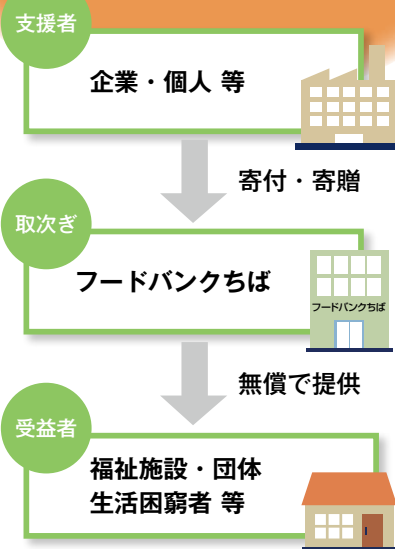 支援者
企業・個人 等
寄付・寄贈
取次ぎ
フードバンクちば
フードバンクちば
無償で提供
受益者
福祉施設・団体
生活困窮者 等